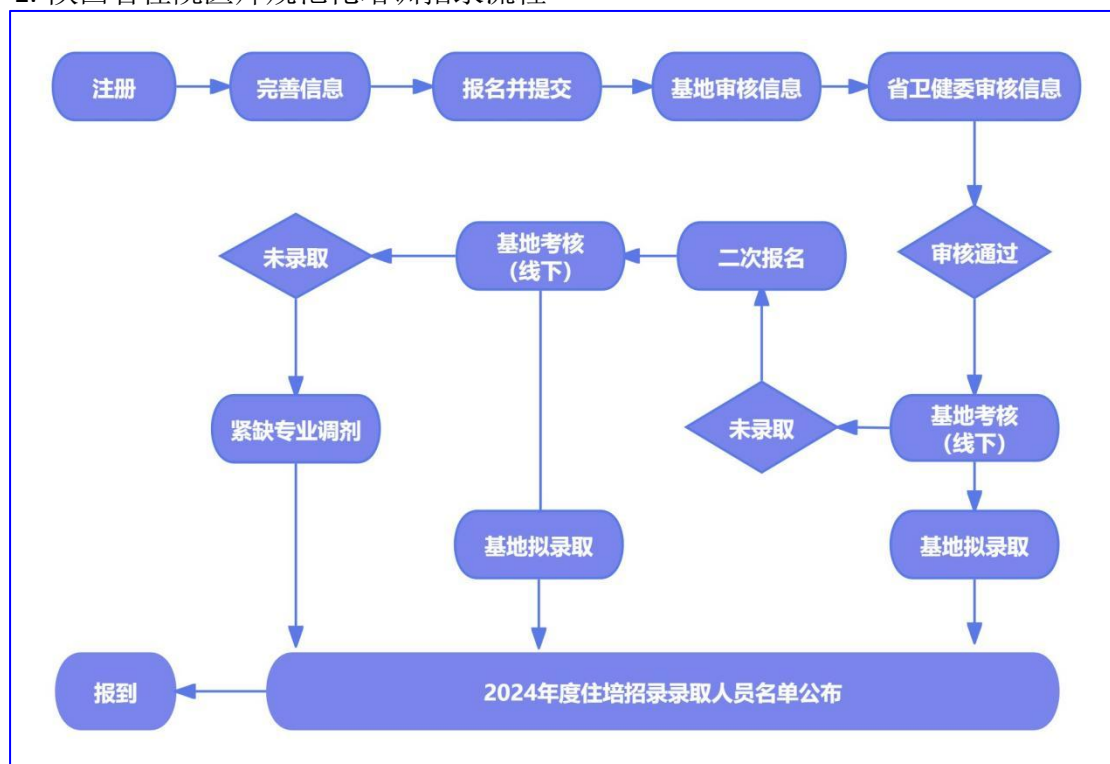 注册
完善信息
报名并提交
基地审核信息
省卫健委审核信息
未录取
基地考核
(线下)
二次报名
审核通过
紧缺专业调剂
未录取
基地考核
(线下)
基地拟录取
基地拟录取
报到
2024年度住培招录录取人员名单公布